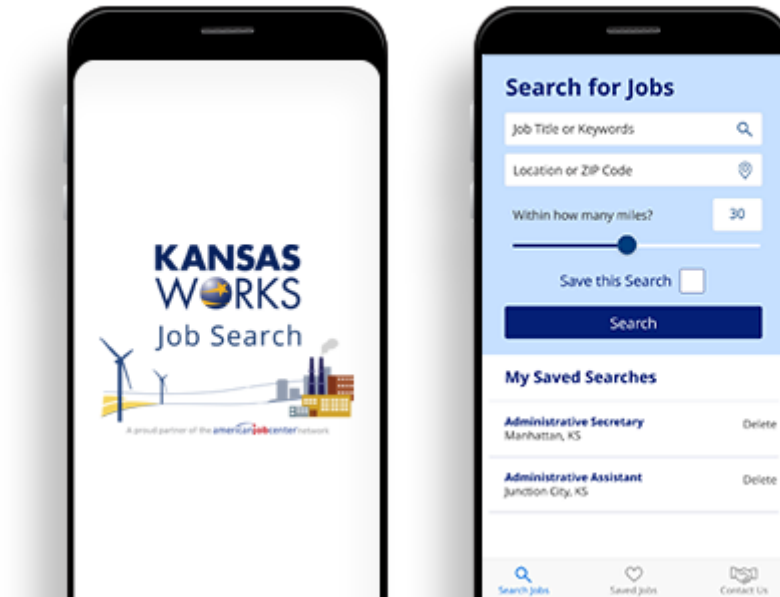 KANSAS
WORKS
Job Search
A proud partner of the americanjobcenter network
Search for Jobs
Job Title or Keywords
Location or ZIP Code
Within how many miles?
30
Save this Search
Search
My Saved Searches
Administrative Secretary
Delete
Manhattan, KS
Administrative Assistant
Delete
Junction City, KS
Search Jobs
Saved Jobs
Contact Us